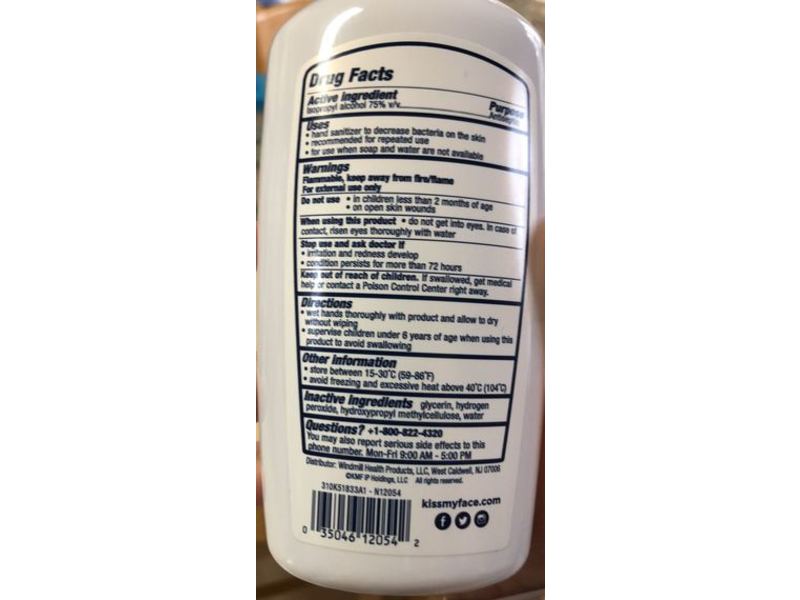 Drug Facts
Active ingredient
Isopropyl alcohol 75% v/v
Purpose
Antiseptic
Uses
• hand sanitizer to decrease bacteria on the skin
• recommended for repeated use
• for use when soap and water are not available
Warnings
Flammable, keep away from fire/flame
For external use only
Do not use • in children less than 2 months of age
• on open skin wounds
When using this product • do not get into eyes. In case of
contact, risen eyes thoroughly with water
Stop use and ask doctor if
• irritation and redness develop
• condition persists for more than 72 hours
Keep out of reach of children. If swallowed, get medical
help or contact a Poison Control Center right away.
Directions
• wet hands thoroughly with product and allow to dry
without wiping
• supervise children under 6 years of age when using this
product to avoid swallowing
Other information
• store between 15-30°C (59-86°F)
• avoid freezing and excessive heat above 40°C (104°C)
Inactive ingredients glycerin, hydrogen
peroxide, hydroxypropyl methylcellulose, water
Questions? +1-800-822-4320
You may also report serious side effects to this
phone number. Mon-Fri 9:00 AM - 5:00 PM
Distributor: Windmill Health Products, LLC, West Caldwell, NJ 07006
©KMF IP Holdings, LLC All rights reserved.
310K51833A1 - N12054
kissmyface.com
0 35046 12054 2